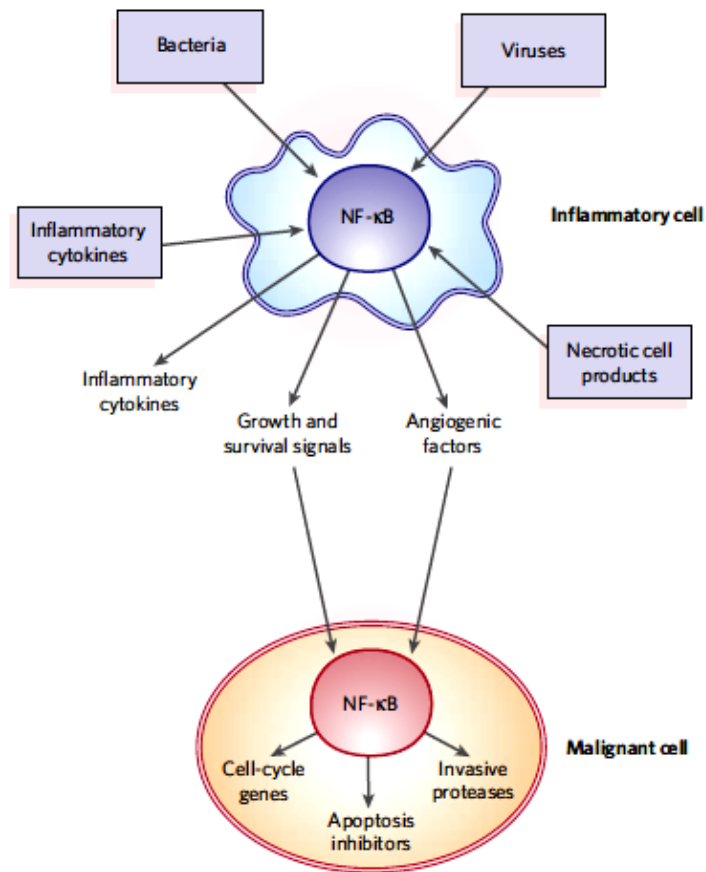 Bacteria
Viruses
NF-κB
Inflammatory cell
Inflammatory
cytokines
Necrotic cell
products
Inflammatory
cytokines
Growth and
survival signals
Angiogenic
factors
NF-κB
Malignant cell
Cell-cycle
genes
Invasive
proteases
Apoptosis
inhibitors